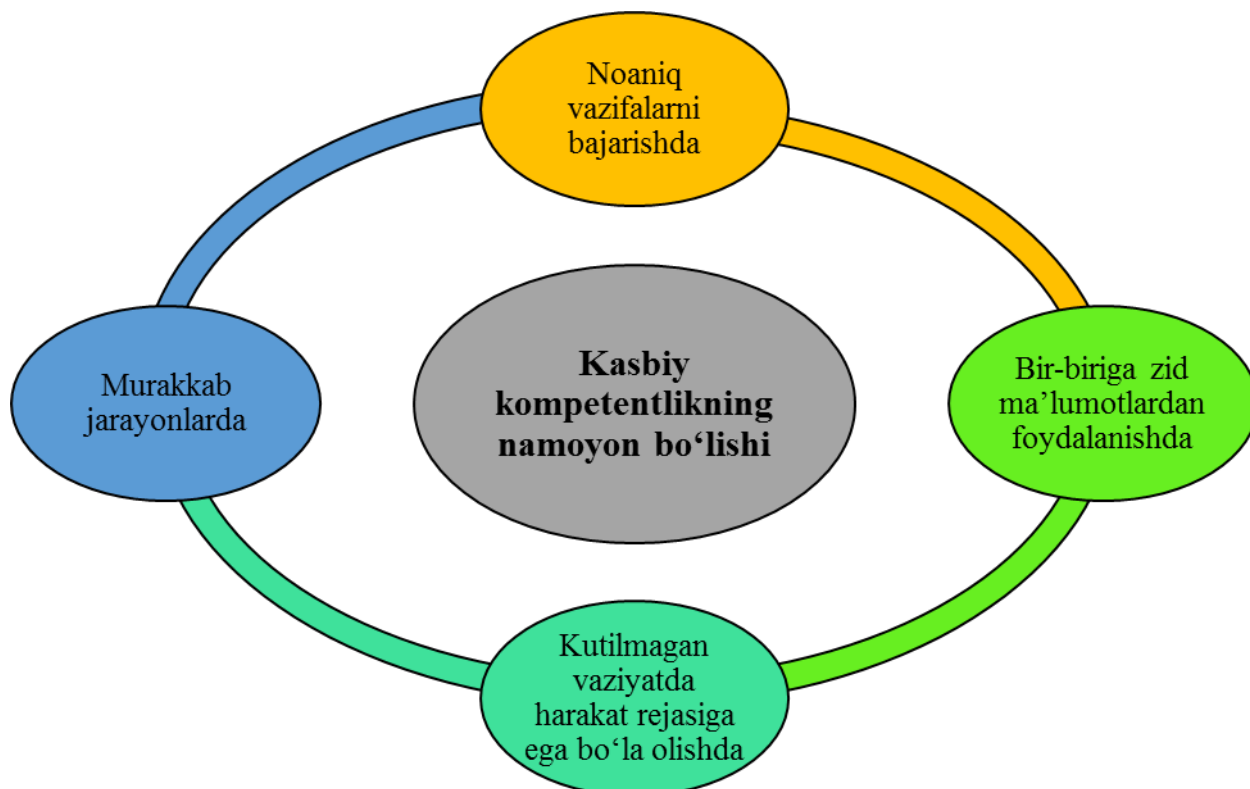 Noaniq
vazifalarni
bajarishda
Murakkab
jarayonlarda
Kasbiy
kompetentlikning
namoyon bo‘lishi
Bir-biriga zid
ma’lumotlardan
foydalanishda
Kutilmagan
vaziyatda
harakat rejasiga
ega bo‘la olishda